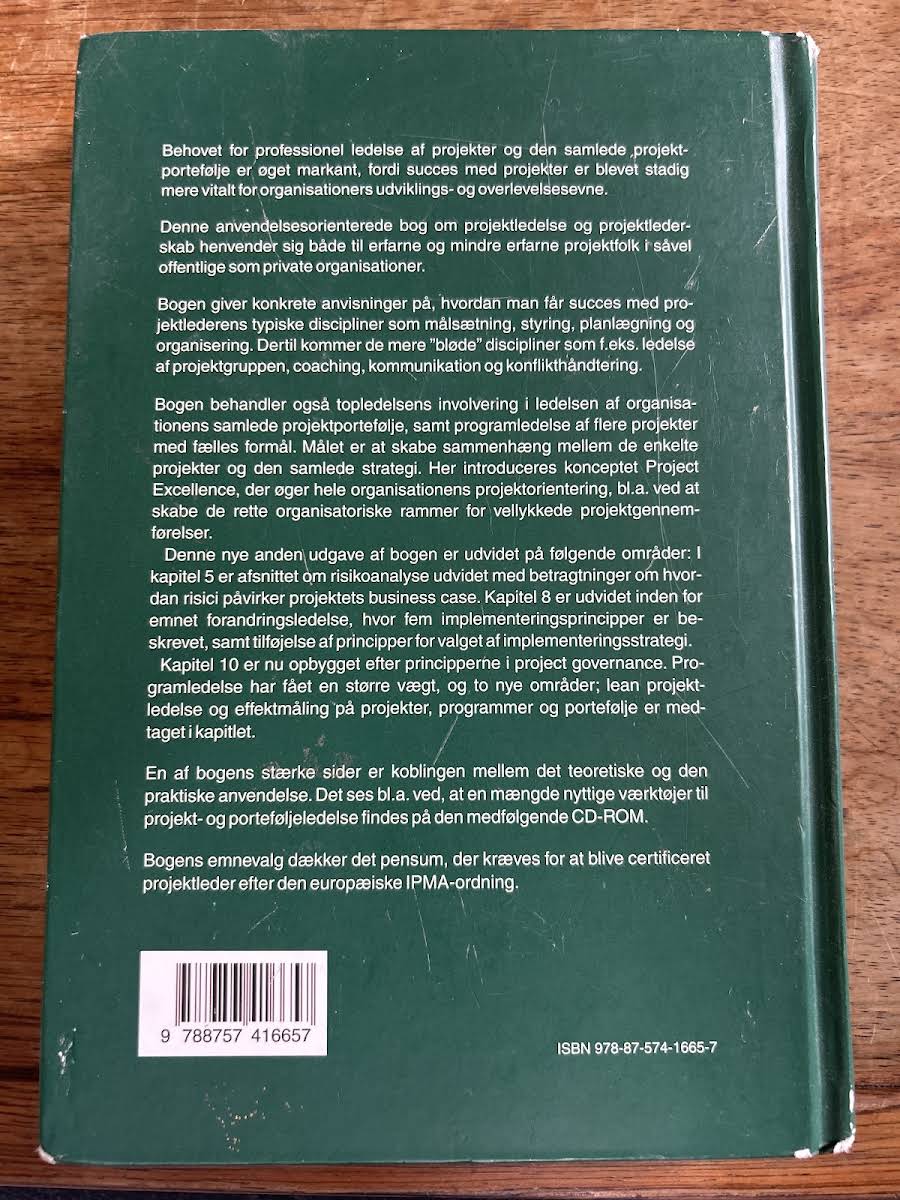 Behovet for professionel ledelse af projekter og den samlede projekt-
portefølje er øget markant, fordi succes med projekter er blevet stadig
mere vitalt for organisationers udviklings- og overlevelsesevne.
Denne anvendelsesorienterede bog om projektledelse og projektleder-
skab henvender sig både til erfarne og mindre erfarne projektfolk i såvel
offentlige som private organisationer.
Bogen giver konkrete anvisninger på, hvordan man får succes med pro-
jektlederens typiske discipliner som målsætning, styring, planlægning og
organisering. Dertil kommer de mere ”bløde” discipliner som f.eks. ledelse
af projektgruppen, coaching, kommunikation og konflikthåndtering.
Bogen behandler også topledelsens involvering i ledelsen af organisa-
tionens samlede projektportefølje, samt programledelse af flere projekter
med fælles formål. Målet er at skabe sammenhæng mellem de enkelte
projekter og den samlede strategi. Her introduceres konceptet Project
Excellence, der øger hele organisationens projektorientering, bl.a. ved at
skabe de rette organisatoriske rammer for vellykkede projektgennem-
førelser.
Denne nye anden udgave af bogen er udvidet på følgende områder: I
kapitel 5 er afsnittet om risikoanalyse udvidet med betragtninger om hvor-
dan risici påvirker projektets business case. Kapitel 8 er udvidet inden for
emnet forandringsledelse, hvor fem implementeringsprincipper er be-
skrevet, samt tilføjelse af principper for valget af implementeringsstrategi.
Kapitel 10 er nu opbygget efter principperne i project governance. Pro-
gramledelse har fået en større vægt, og to nye områder; lean projekt-
ledelse og effektmåling på projekter, programmer og portefølje er med-
taget i kapitlet.
En af bogens stærke sider er koblingen mellem det teoretiske og den
praktiske anvendelse. Det ses bl.a. ved, at en mængde nyttige værktøjer til
projekt- og porteføljeledelse findes på den medfølgende CD-ROM.
Bogens emnevalg dækker det pensum, der kræves for at blive certificeret
projektleder efter den europæiske IPMA-ordning.
9 788757 416657
ISBN 978-87-574-1665-7